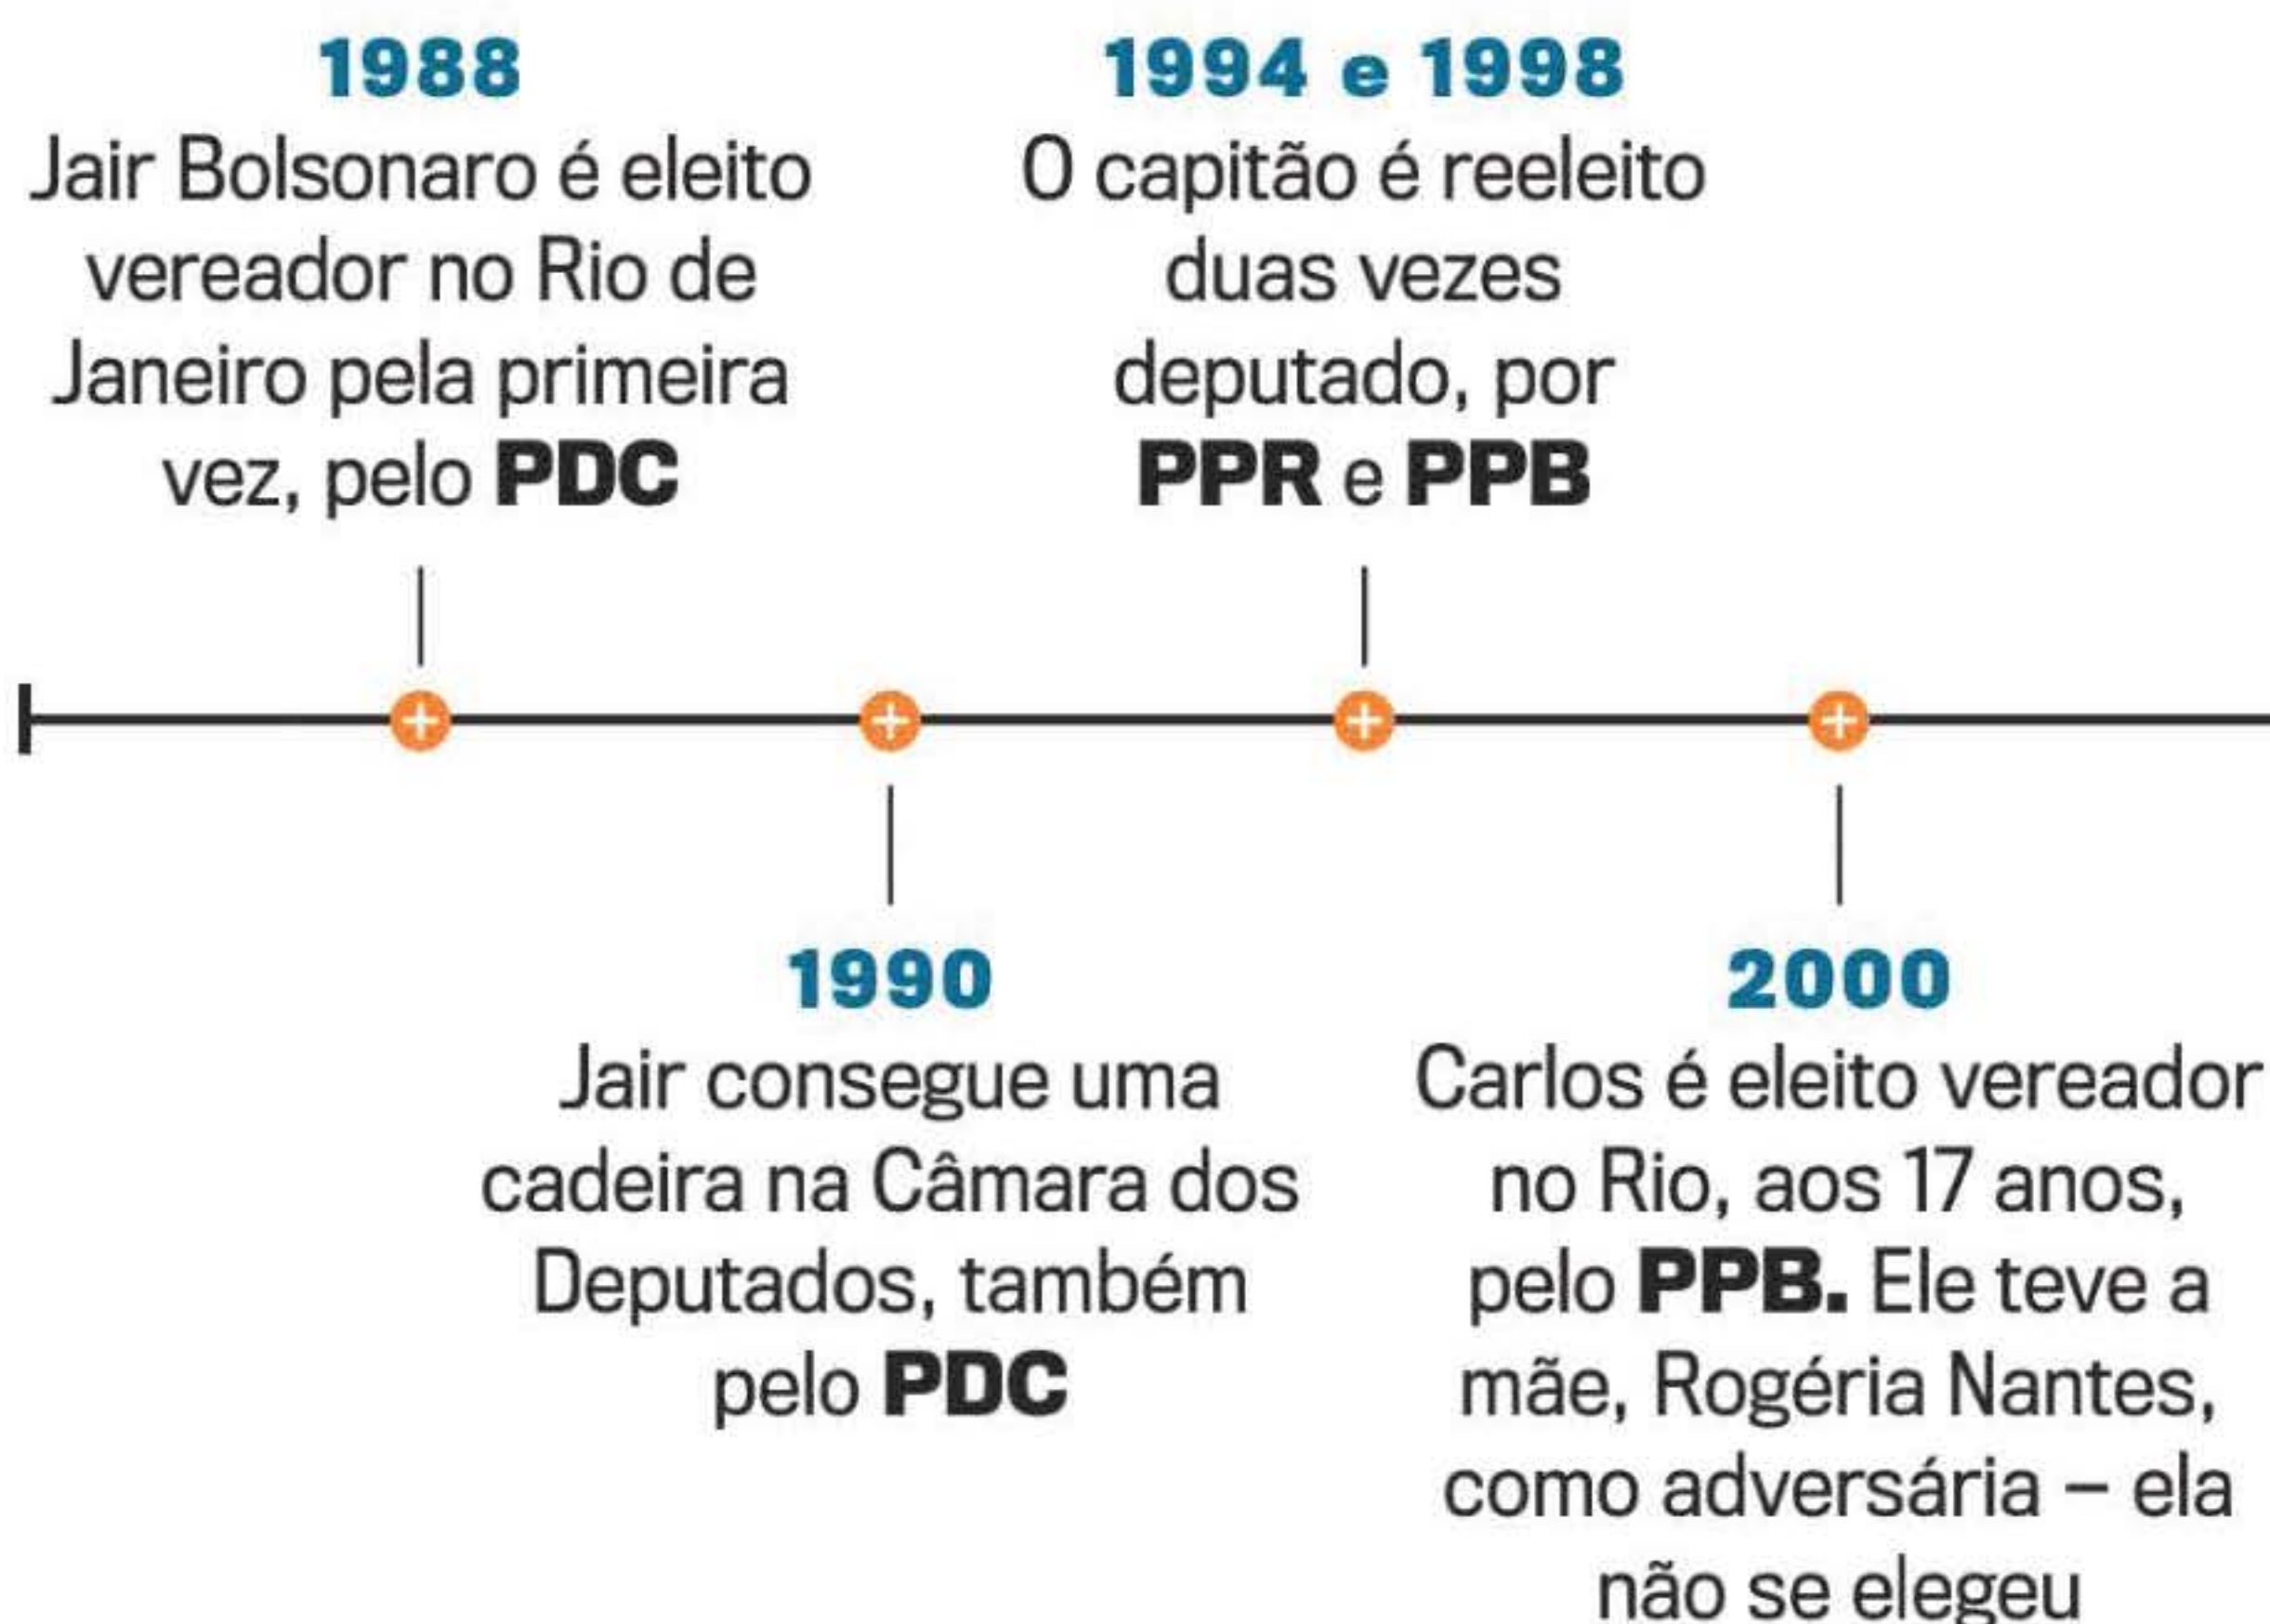 1988
Jair Bolsonaro é eleito
vereador no Rio de
Janeiro pela primeira
vez, pelo PDC
1990
Jair consegue uma
cadeira na Câmara dos
Deputados, também
pelo PDC
1994 e 1998
O capitão é reeleito
duas vezes
deputado, por
PPR e PPB
2000
Carlos é eleito vereador
no Rio, aos 17 anos,
pelo PPB. Ele teve a
mãe, Rogéria Nantes,
como adversária – ela
não se elegeu